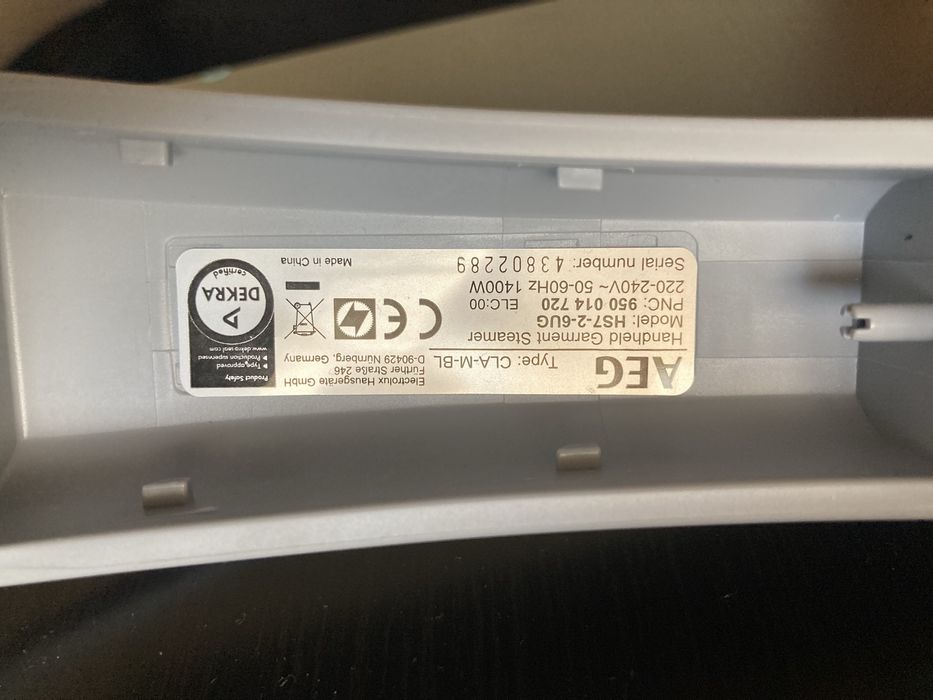 AEG
Type: CLA-M-BL
Electrolux Hausgeräte GmbH
Fürther Straße 246
D-90429 Nürnberg, Germany
Handheld Garment Steamer
Model: HS7-2-6UG
PNC: 950 014 720
ELC:00
220-240V ~ 50-60Hz 1400W
Serial number: 43802289
Made in China
CE
Product Safety
Type approved
Production supervised
www.dekra-seal.com
DEKRA
certified